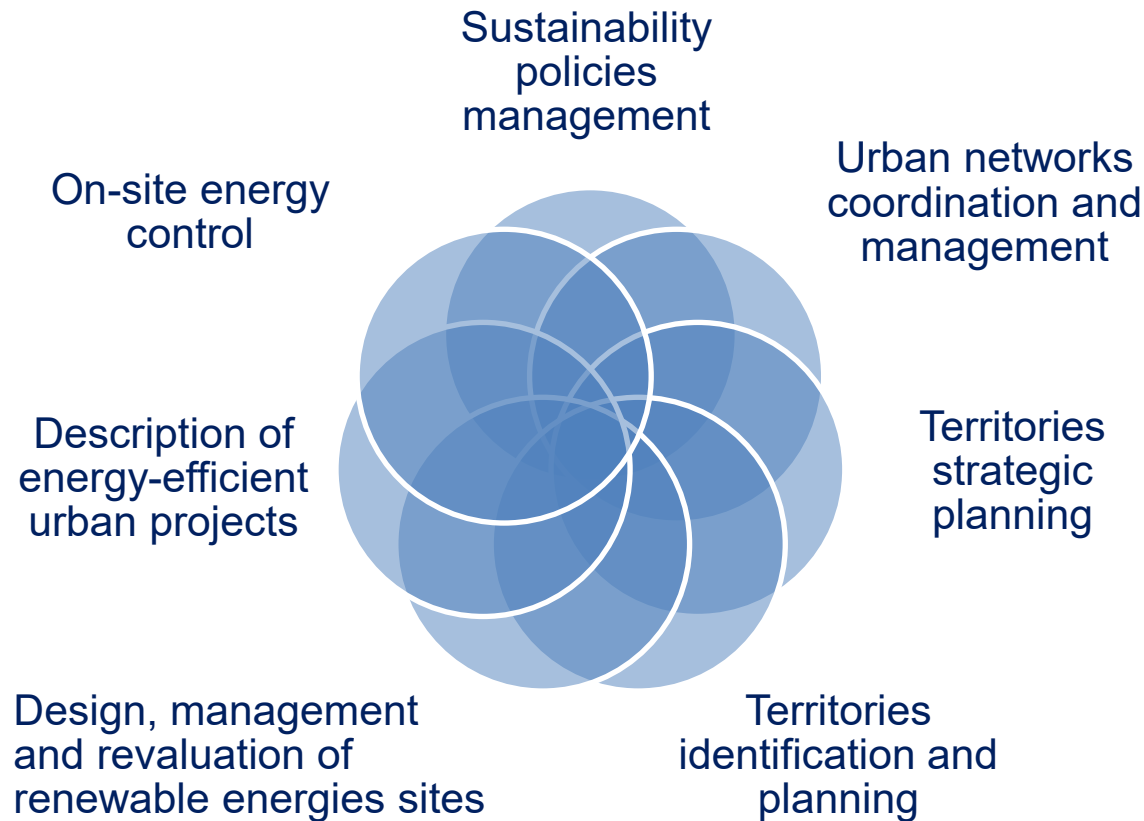 Sustainability
policies
management
Urban networks
coordination and
management
Territories
strategic
planning
Territories
identification and
planning
Design, management
and revaluation of
renewable energies sites
Description of
energy-efficient
urban projects
On-site energy
control